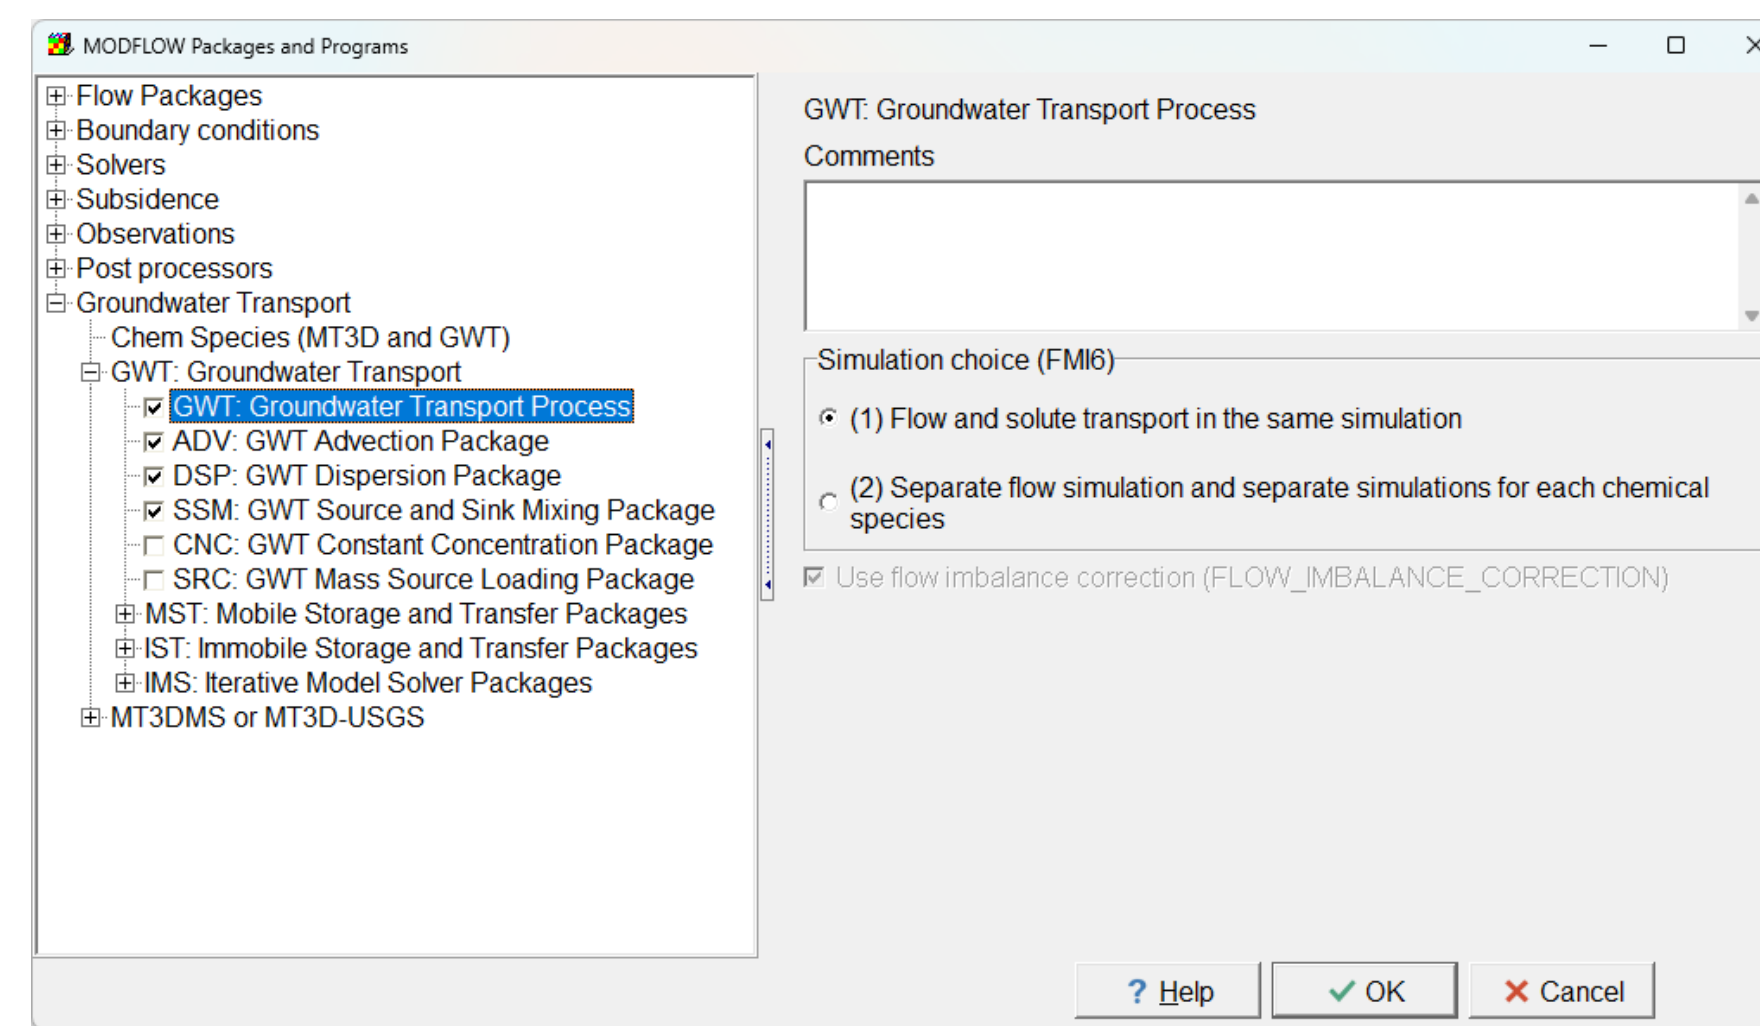 MODFLOW Packages and Programs
Flow Packages
Boundary conditions
Solvers
Subsidence
Observations
Post processors
Groundwater Transport
Chem Species (MT3D and GWT)
GWT: Groundwater Transport
GWT: Groundwater Transport Process
ADV: GWT Advection Package
DSP: GWT Dispersion Package
SSM: GWT Source and Sink Mixing Package
CNC: GWT Constant Concentration Package
SRC: GWT Mass Source Loading Package
MST: Mobile Storage and Transfer Packages
IST: Immobile Storage and Transfer Packages
IMS: Iterative Model Solver Packages
MT3DMS or MT3D-USGS
GWT: Groundwater Transport Process
Comments
Simulation choice (FMI6)
(1) Flow and solute transport in the same simulation
(2) Separate flow simulation and separate simulations for each chemical
species
Use flow imbalance correction (FLOW_IMBALANCE_CORRECTION)
? Help
OK
Cancel